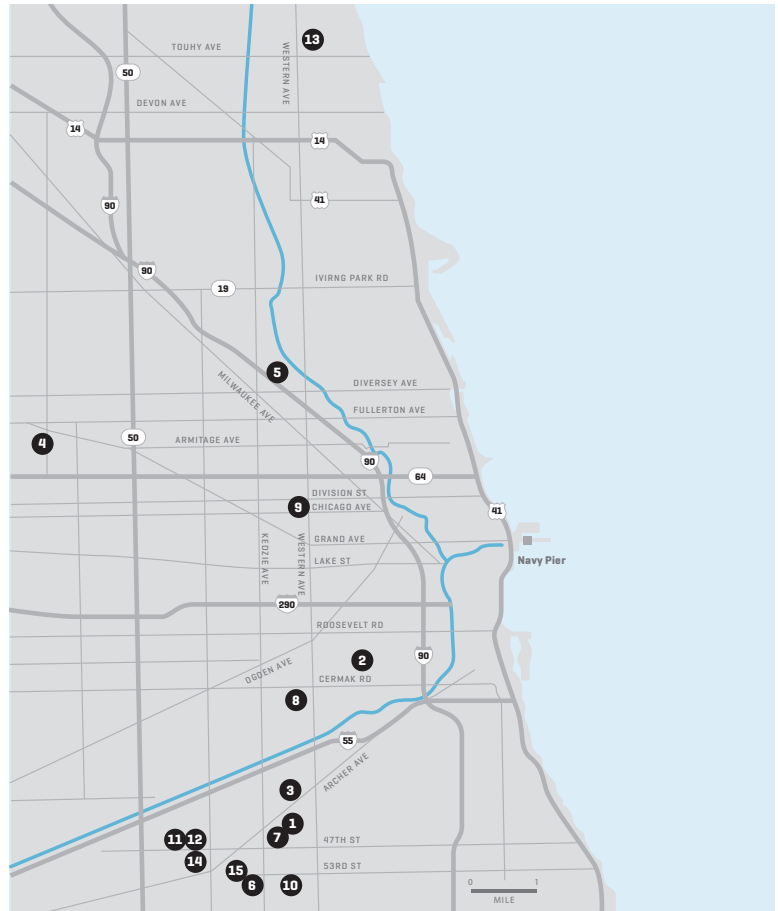 13
TOUHY AVE
WESTERN AVE
50
DEVON AVE
14
14
90
41
90
IVIRNG PARK RD
19
5
MILWAUKEE AVE
DIVERSEY AVE
FULLERTON AVE
4
50
ARMITAGE AVE
90
64
DIVISION ST
9
CHICAGO AVE
41
GRAND AVE
KEDZIE AVE
WESTERN AVE
LAKE ST
Navy Pier
290
ROOSEVELT RD
2
90
OGDEN AVE
CERMAK RD
8
55
ARCHER AVE
3
1
11
12
7
47TH ST
14
15
53RD ST
6
10
0
1
MILE